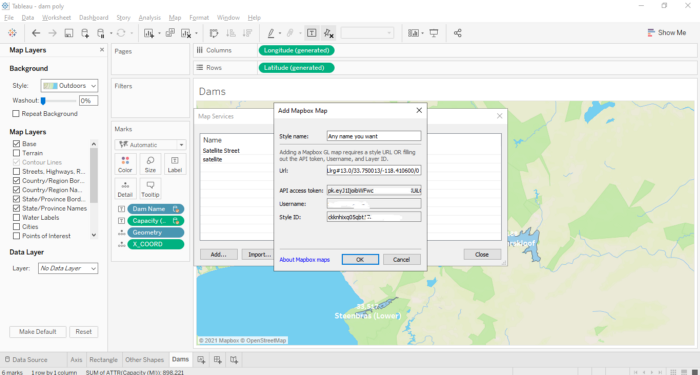 Tableau - dam poly
File Data Worksheet Dashboard Story Analysis Map Format Window Help
Show Me
Map Layers
Background
Style: Outdoors
Washout: 0%
Repeat Background
Map Layers
Base
Terrain
Contour Lines
Streets, Highways, R...
Country/Region Bor...
Country/Region Na...
State/Province Bord...
State/Province Names
Water Labels
Cities
Points of Interest
Data Layer
Layer: No Data Layer
Make Default Reset
Pages
Filters
Marks
Automatic
Color Size Label
Detail Tooltip
Dam Name
Capacity (..
Geometry
X_COORD
Columns Longitude (generated)
Rows Latitude (generated)
Dams
Map Services
Name
Satellite Street
satellite
Add... Import... Close
Add Mapbox Map
Style name: Any name you want
Adding a Mapbox GL map requires a style URL OR filling
out the API token, Username, and Layer ID.
Url: #13.0/33.750013/-118.410600/0
API access token:
Username:
Style ID:
About Mapbox maps OK Cancel
Steenbras (Lower)
© 2021 Mapbox © OpenStreetMap
Data Source Axis Rectangle Other Shapes Dams
6 marks 1 row by 1 column SUM of ATTR(Capacity (Ml)): 898,221